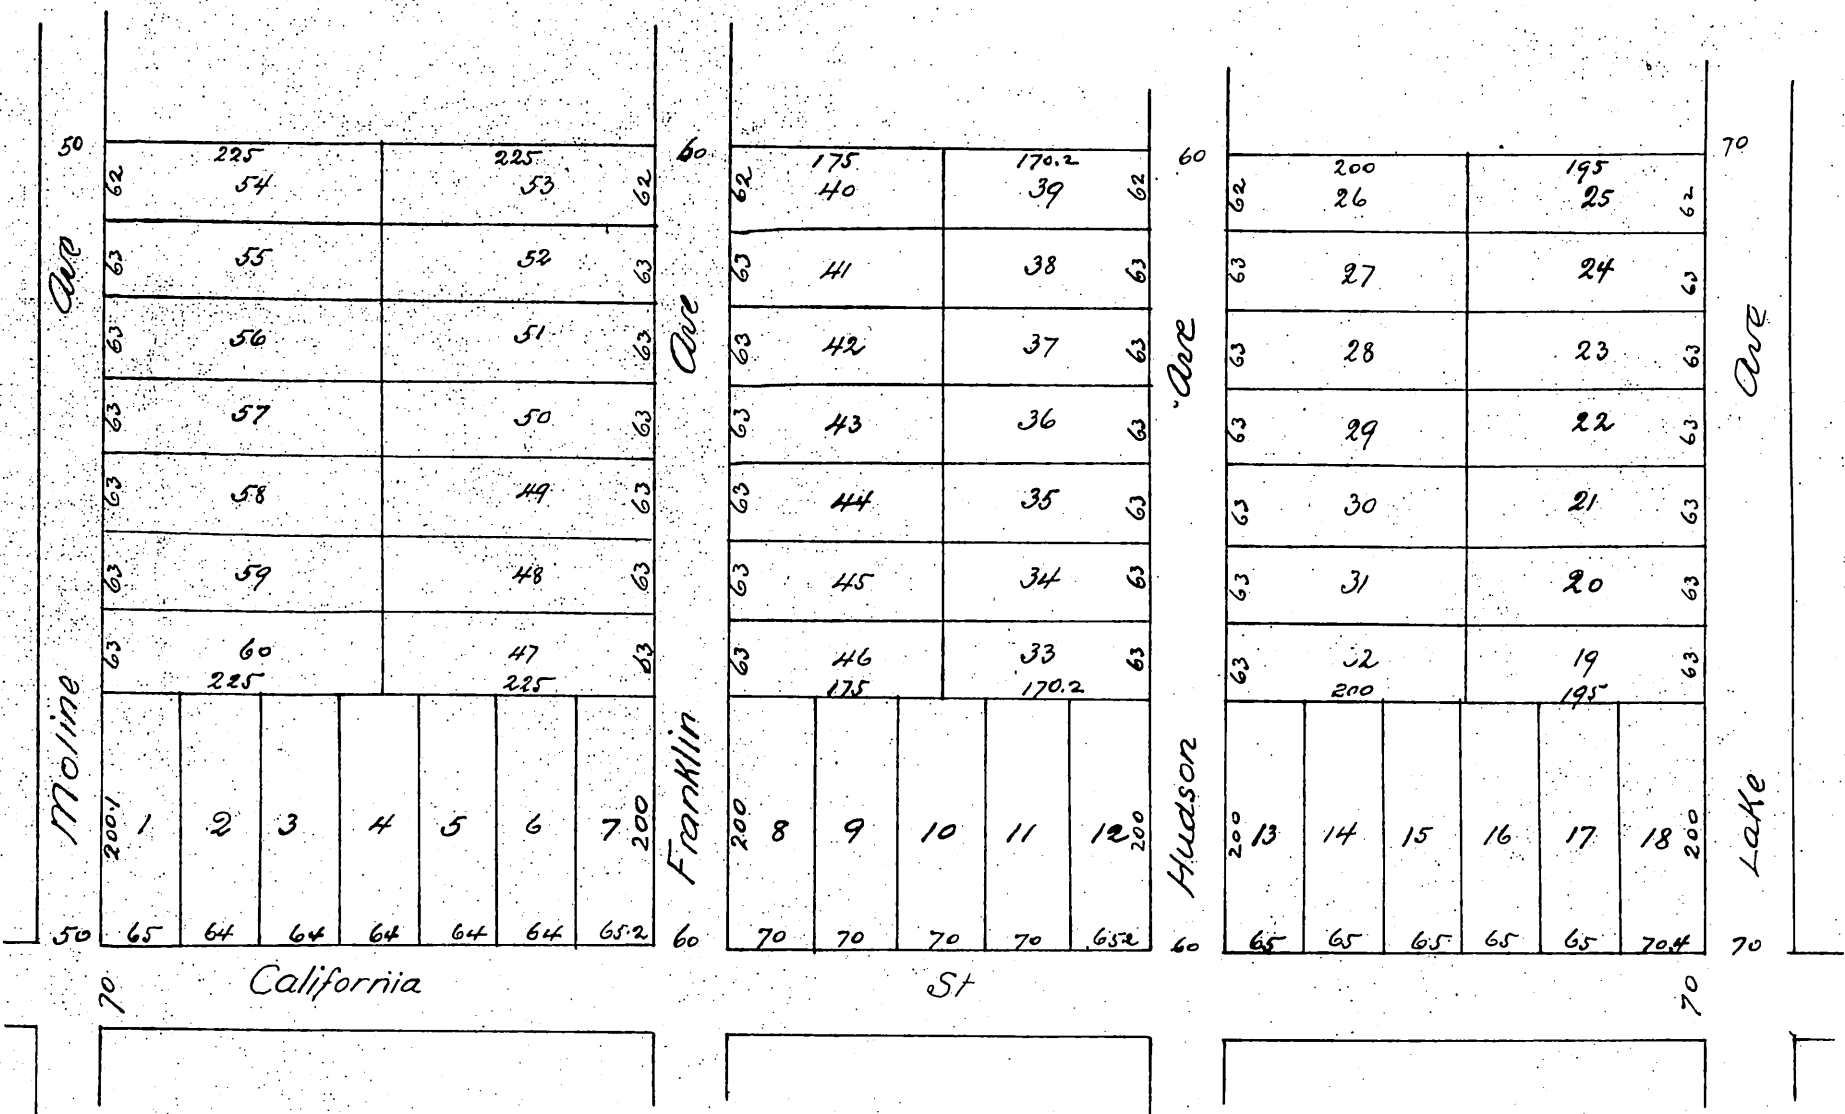 50 225 225 60 175 170.2 60 200 195 70
62 54 53 62 62 40 39 62 62 26 25 62
63 55 52 63 63 41 38 63 63 27 24 63
63 56 51 63 63 42 37 63 63 28 23 63
63 57 50 63 63 43 36 63 63 29 22 63
63 58 49 63 63 44 35 63 63 30 21 63
63 59 48 63 63 45 34 63 63 31 20 63
63 60 47 63 63 46 33 63 63 32 19 63
225 225 175 170.2 200 195
Moline Ave
Franklin Ave
Hudson Ave
Lake Ave
200.1 1 2 3 4 5 6 7 200 200 8 9 10 11 12 200 200 13 14 15 16 17 18 200
50 65 64 64 64 64 64 65.2 60 70 70 70 70 65.2 60 65 65 65 65 65 70.4 70
70 California St 70